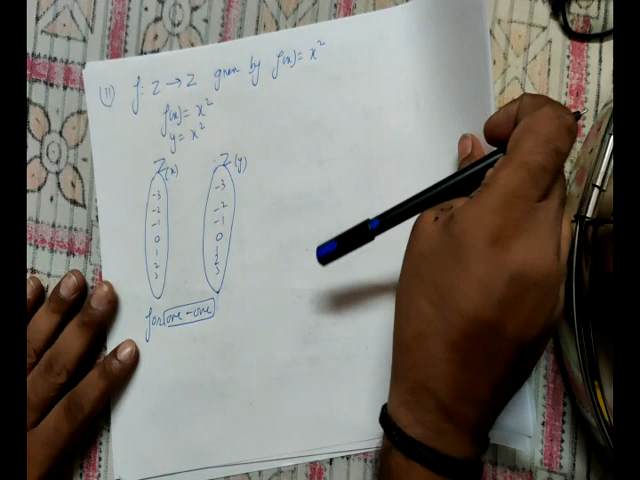 (ii) f: Z → Z given by f(x) = x²
f(x) = x²
y = x²
Z(x) Z(y)
-3 -3
-2 -2
-1 -1
0 0
1 1
2 2
3 3
for one-one